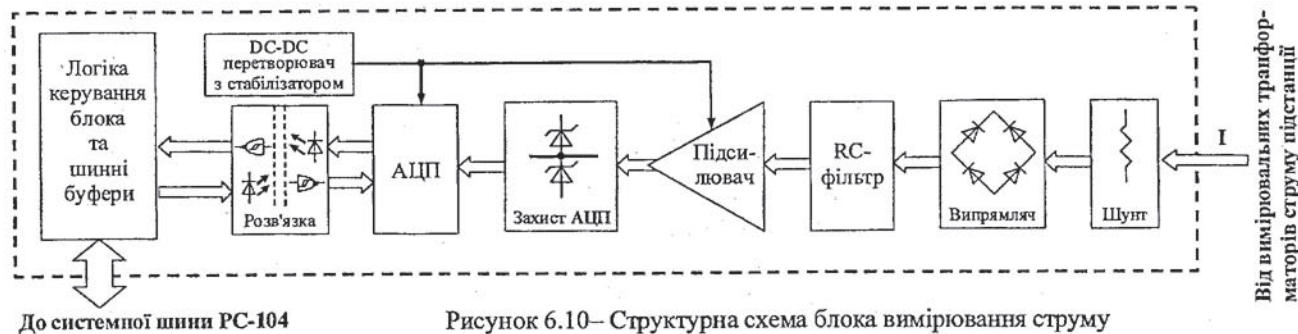 DC-DC
перетворювач
з стабілізатором
Логіка
керування
блока
та
шинні
буфери
Розв'язка
АЦП
Захист АЦП
Підси-
лювач
RC-
фільтр
Випрямляч
Шунт
I
Від вимірювальних транфор-
маторів струму підстанції
До системної шини РС-104
Рисунок 6.10– Структурна схема блока вимірювання струму